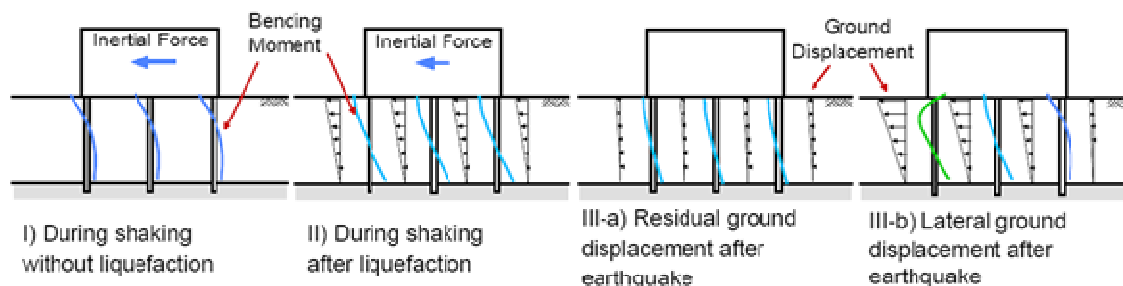 Inertial Force
Bencing
Moment
Inertial Force
Ground
Displacement
I) During shaking
without liquefaction
II) During shaking
after liquefaction
III-a) Residual ground
displacement after
earthquake
III-b) Lateral ground
displacement after
earthquake